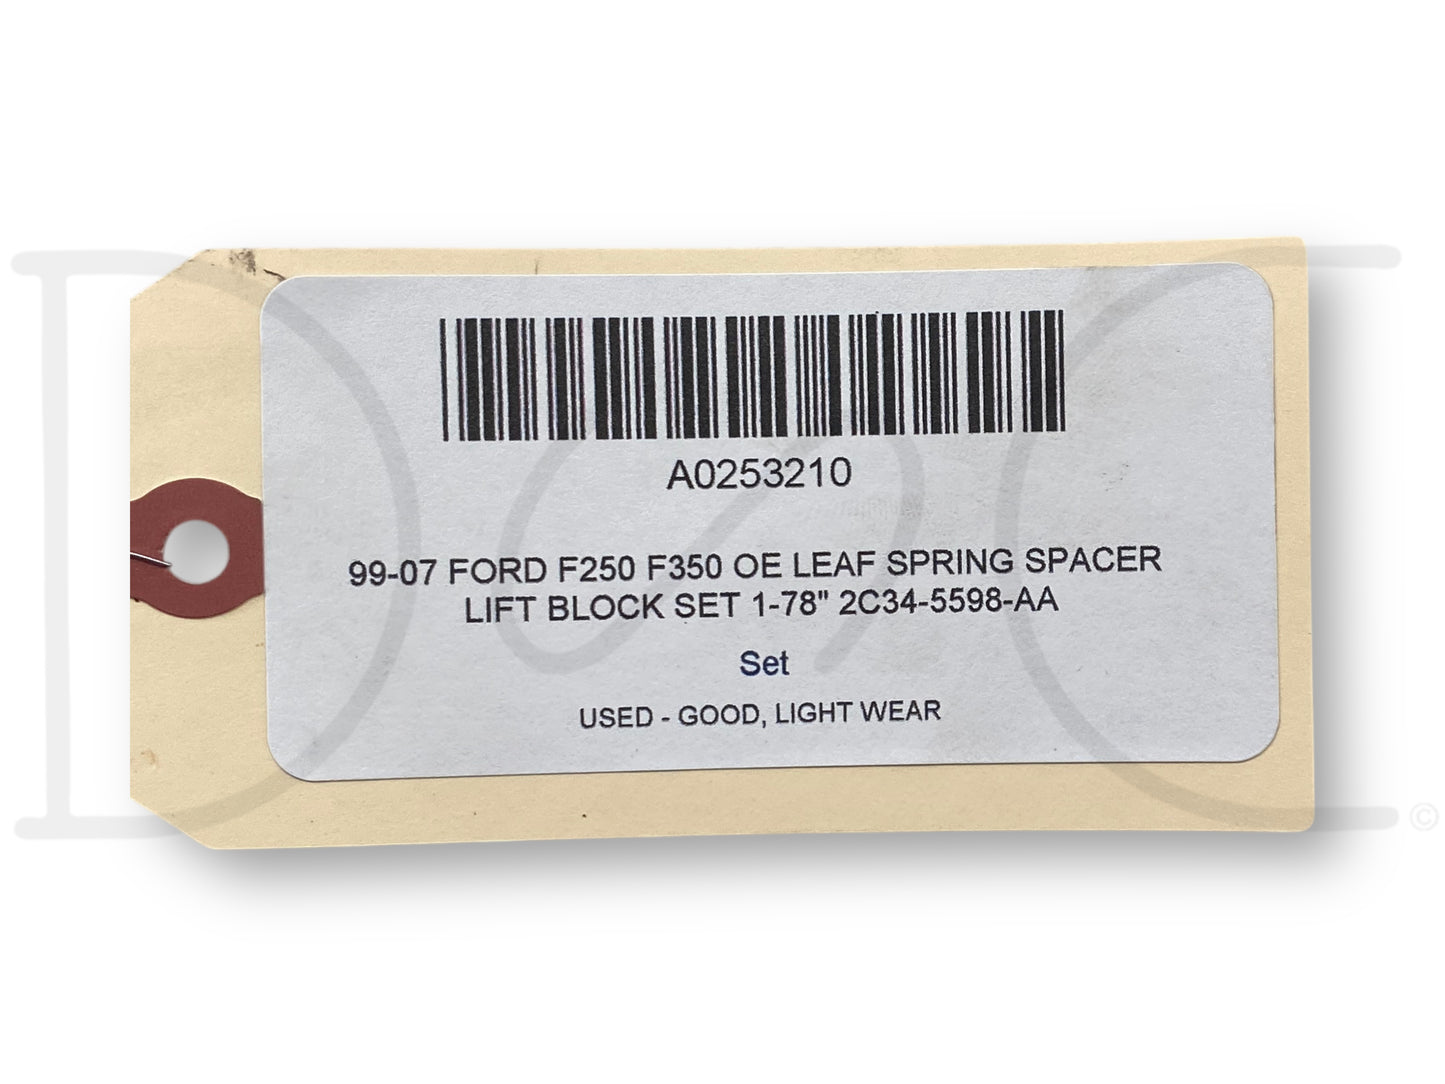 A0253210
99-07 FORD F250 F350 OE LEAF SPRING SPACER
LIFT BLOCK SET 1-78" 2C34-5598-AA
Set
USED - GOOD, LIGHT WEAR
©